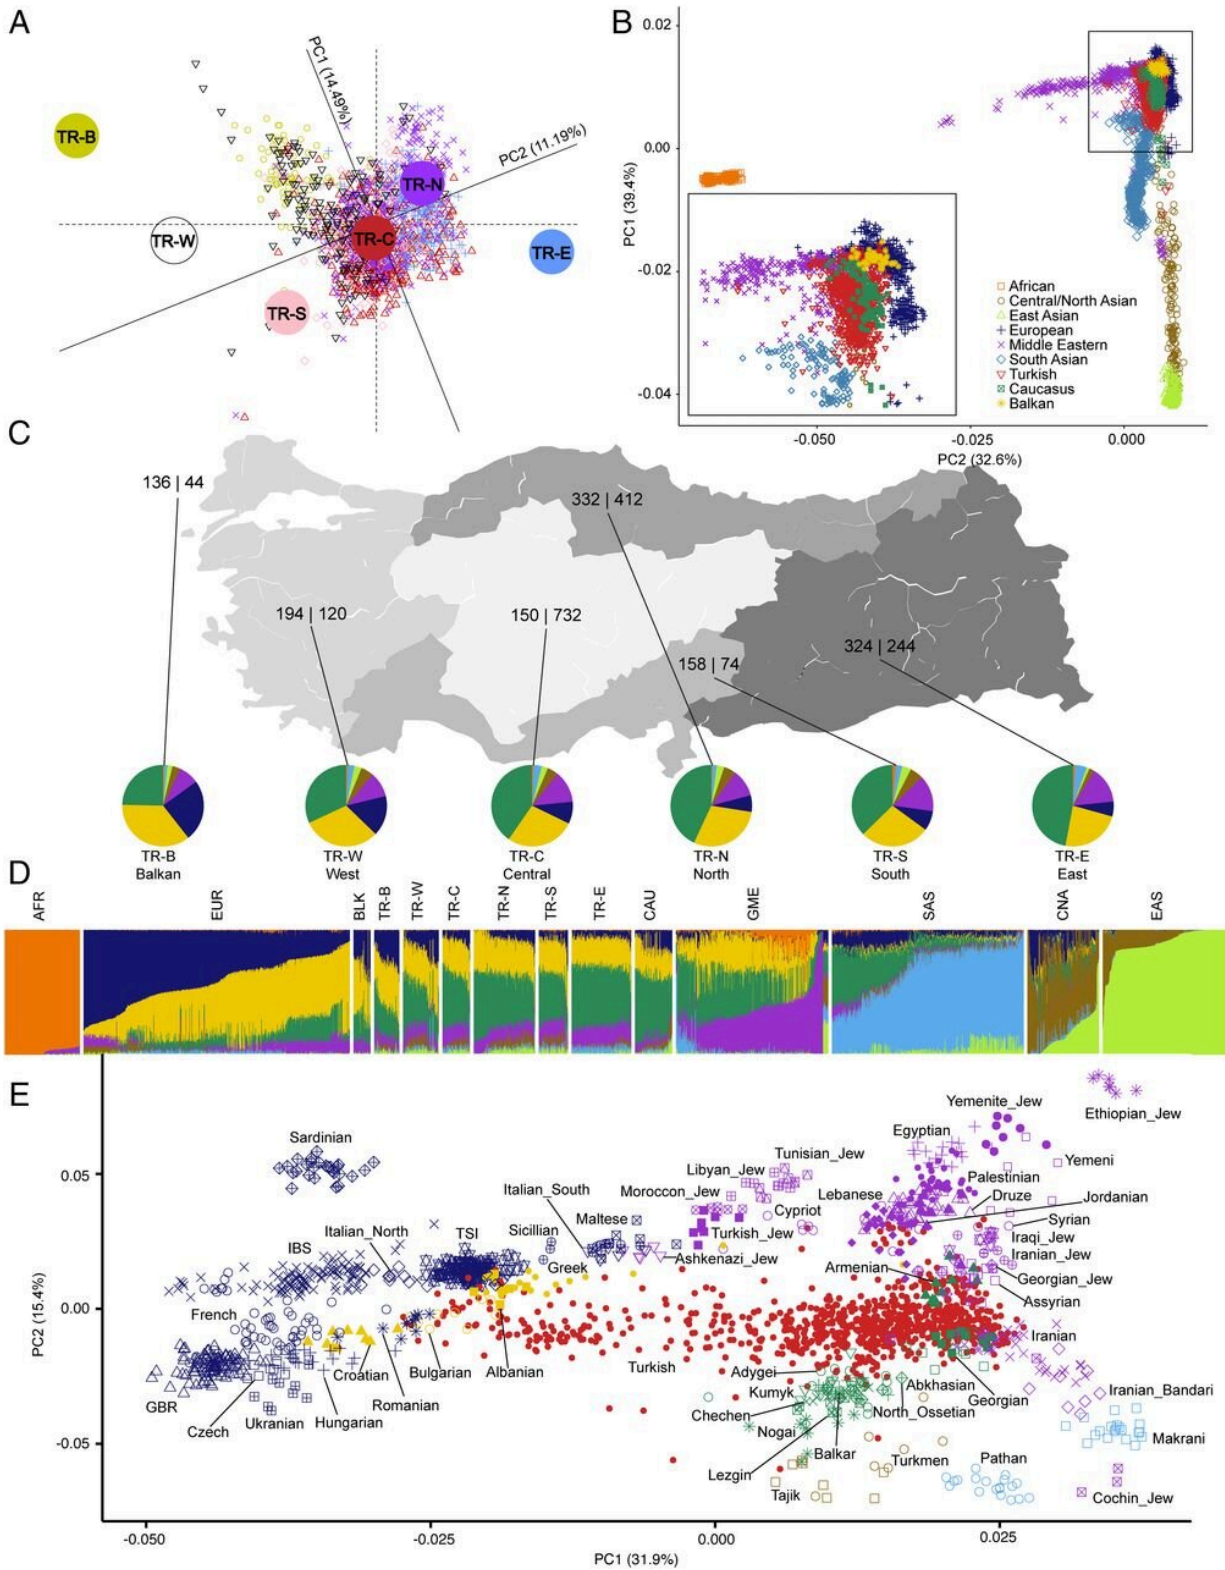 A
PC1 (14.49%)
PC2 (11.19%)
TR-B
TR-N
TR-W
TR-C
TR-E
TR-S
B
0.02
0.00
-0.02
-0.04
PC1 (39.4%)
-0.050
-0.025
0.000
PC2 (32.6%)
African
Central/North Asian
East Asian
European
Middle Eastern
South Asian
Turkish
Caucasus
Balkan
C
136 | 44
332 | 412
194 | 120
150 | 732
158 | 74
324 | 244
TR-B
Balkan
TR-W
West
TR-C
Central
TR-N
North
TR-S
South
TR-E
East
D
AFR
EUR
BLK
TR-B
TR-W
TR-C
TR-N
TR-S
TR-E
CAU
GME
SAS
CNA
EAS
E
Ethiopian_Jew
Yemenite_Jew
Egyptian
Sardinian
Tunisian_Jew
Yemeni
Libyan_Jew
Palestinian
Italian_South
Moroccon_Jew
Lebanese
Druze
Jordanian
Italian_North
TSI
Sicillian
Maltese
Cypriot
Syrian
IBS
Turkish_Jew
Iraqi_Jew
Greek
Ashkenazi_Jew
Iranian_Jew
Armenian
Georgian_Jew
Assyrian
French
Iranian
Croatian
Bulgarian
Albanian
Turkish
Adygei
Kumyk
Abkhasian
Georgian
Iranian_Bandari
GBR
Romanian
Chechen
North_Ossetian
Czech
Ukranian
Hungarian
Nogai
Makrani
Lezgin
Balkar
Turkmen
Pathan
Tajik
Cochin_Jew
0.05
0.00
-0.05
PC2 (15.4%)
-0.050
-0.025
0.000
0.025
PC1 (31.9%)